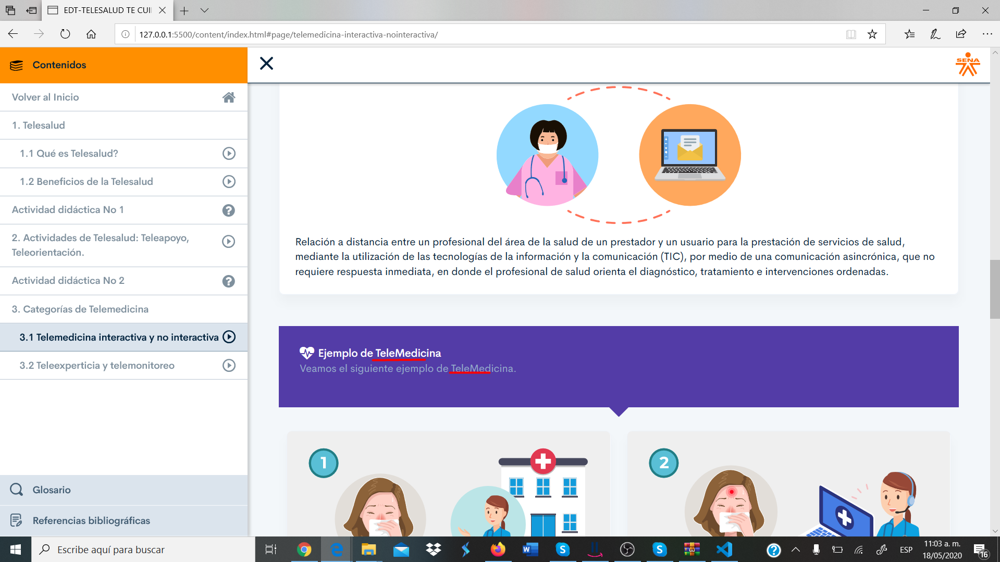 EDT-TELESALUD TE CUI
127.0.0.1:5500/content/index.html#page/telemedicina-interactiva-nointeractiva/
Contenidos
SENA
Volver al Inicio
1. Telesalud
1.1 Qué es Telesalud?
1.2 Beneficios de la Telesalud
Actividad didáctica No 1
2. Actividades de Telesalud: Teleapoyo,
Teleorientación.
Actividad didáctica No 2
3. Categorías de Telemedicina
3.1 Telemedicina interactiva y no interactiva
3.2 Teleexperticia y telemonitoreo
Glosario
Referencias bibliográficas
Relación a distancia entre un profesional del área de la salud de un prestador y un usuario para la prestación de servicios de salud,
mediante la utilización de las tecnologías de la información y la comunicación (TIC), por medio de una comunicación asincrónica, que no
requiere respuesta inmediata, en donde el profesional de salud orienta el diagnóstico, tratamiento e intervenciones ordenadas.
Ejemplo de TeleMedicina
Veamos el siguiente ejemplo de TeleMedicina.
1
2
Escribe aquí para buscar
ESP
11:03 a. m.
18/05/2020
16